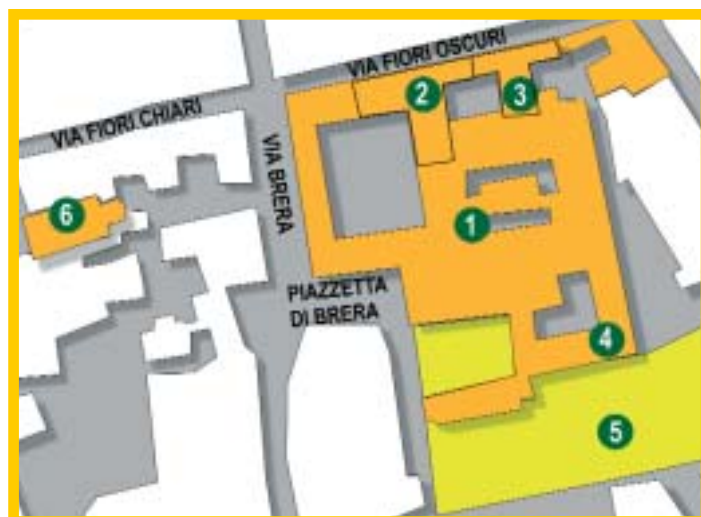 VIA FIORI OSCURI
2
3
VIA FIORI CHIARI
VIA BRERA
6
1
PIAZZETTA
DI BRERA
4
5